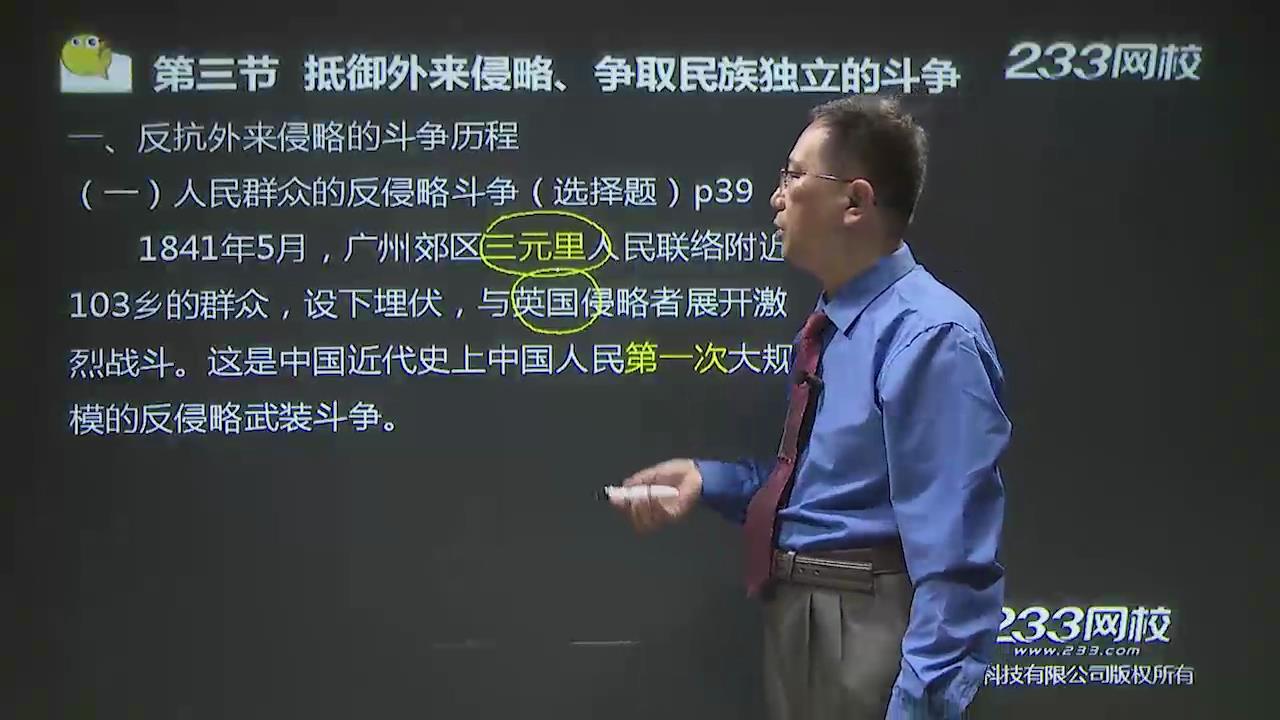 第三节 抵御外来侵略、争取民族独立的斗争
233网校
一、反抗外来侵略的斗争历程
（一）人民群众的反侵略斗争（选择题）p39
1841年5月，广州郊区三元里人民联络附近
103乡的群众，设下埋伏，与英国侵略者展开激
烈战斗。这是中国近代史上中国人民第一次大规
模的反侵略武装斗争。
233网校
www.233.com
科技有限公司版权所有